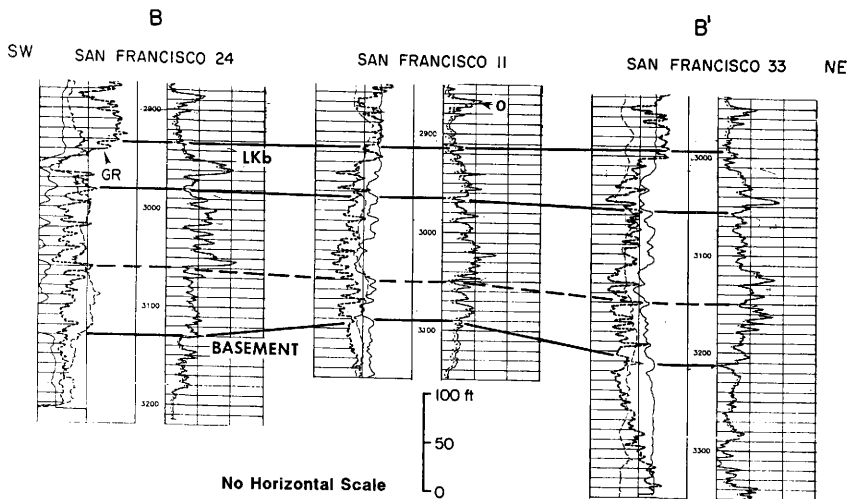 B
B'
SW
SAN FRANCISCO 24
SAN FRANCISCO 11
SAN FRANCISCO 33
NE
2900
2900
O
LKb
3000
GR
3000
3000
3100
3100
BASEMENT
3100
3200
3200
3300
100 ft
50
0
No Horizontal Scale